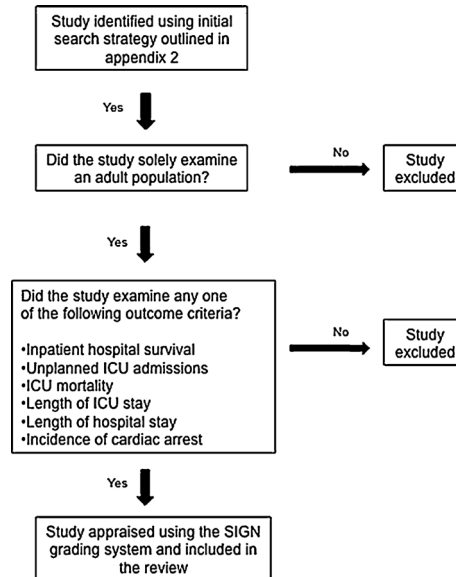 Study identified using initial
search strategy outlined in
appendix 2
Yes
Did the study solely examine
an adult population?
No
Study
excluded
Yes
Did the study examine any one
of the following outcome criteria?
•Inpatient hospital survival
•Unplanned ICU admissions
•ICU mortality
•Length of ICU stay
•Length of hospital stay
•Incidence of cardiac arrest
No
Study
excluded
Yes
Study appraised using the SIGN
grading system and included in
the review